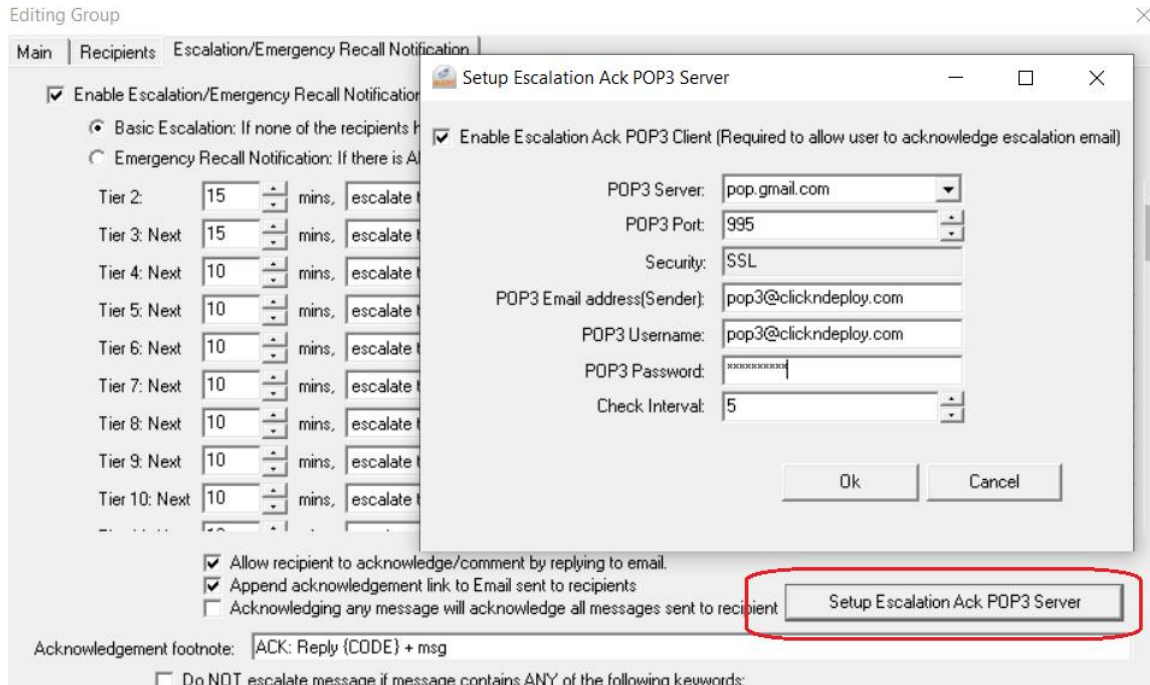 Editing Group
Main Recipients Escalation/Emergency Recall Notification
Enable Escalation/Emergency Recall Notification
Basic Escalation: If none of the recipients
Emergency Recall Notification: If there is
Tier 2: 15 mins, escalate
Tier 3: Next 15 mins, escalate
Tier 4: Next 10 mins, escalate
Tier 5: Next 10 mins, escalate
Tier 6: Next 10 mins, escalate
Tier 7: Next 10 mins, escalate
Tier 8: Next 10 mins, escalate
Tier 9: Next 10 mins, escalate
Tier 10: Next 10 mins, escalate
Setup Escalation Ack POP3 Server
Enable Escalation Ack POP3 Client (Required to allow user to acknowledge escalation email)
POP3 Server: pop.gmail.com
POP3 Port: 995
Security: SSL
POP3 Email address(Sender): pop3@clickndeploy.com
POP3 Username: pop3@clickndeploy.com
POP3 Password: **********
Check Interval: 5
Ok Cancel
Allow recipient to acknowledge/comment by replying to email.
Append acknowledgement link to Email sent to recipients
Acknowledging any message will acknowledge all messages sent to recipient
Setup Escalation Ack POP3 Server
Acknowledgement footnote: ACK: Reply {CODE} + msg
Do NOT escalate message if message contains ANY of the following keywords: